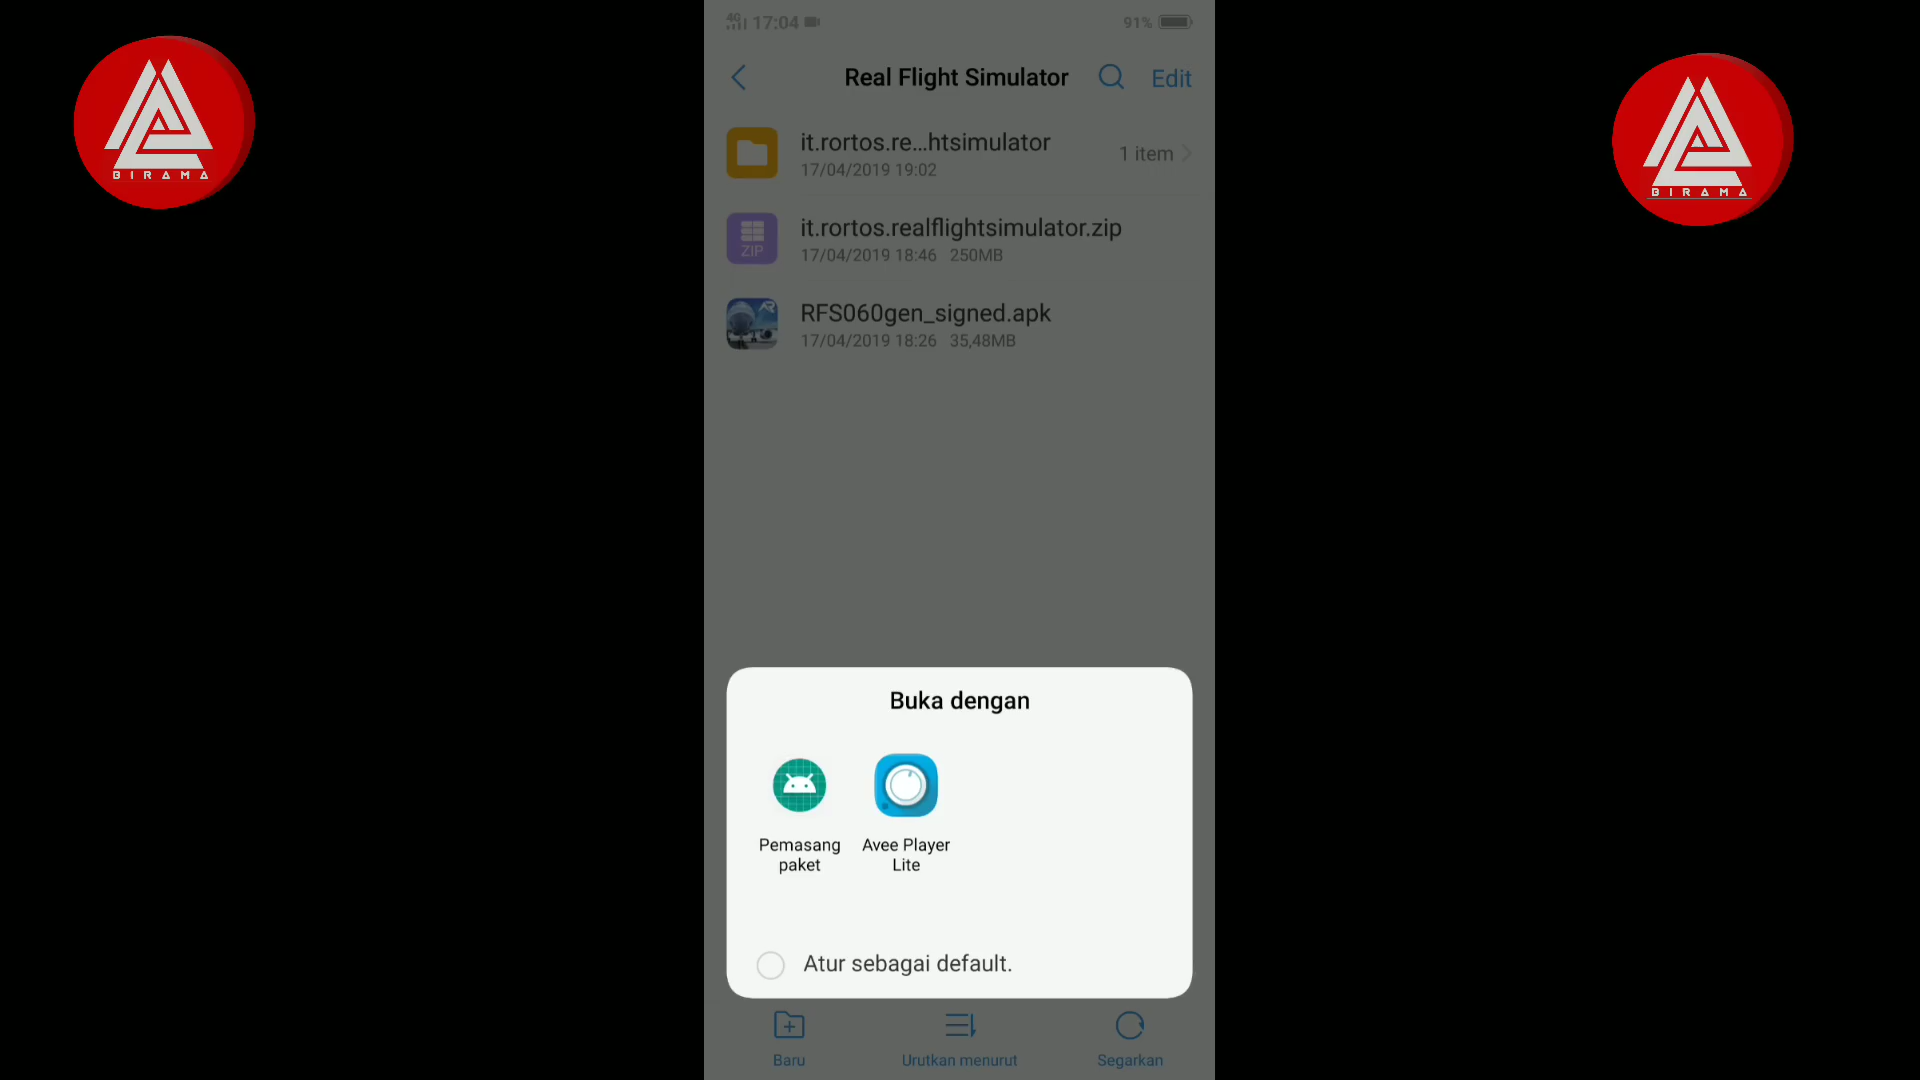 4G 17:04
91%
Real Flight Simulator
Edit
it.rortos.re...htsimulator
17/04/2019 19:02
1 item
ZIP
it.rortos.realflightsimulator.zip
17/04/2019 18:46 250MB
RFS060gen_signed.apk
17/04/2019 18:26 35,48MB
BIRAMA
BIRAMA
Buka dengan
Pemasang
paket
Avee Player
Lite
Atur sebagai default.
Baru
Urutkan menurut
Segarkan